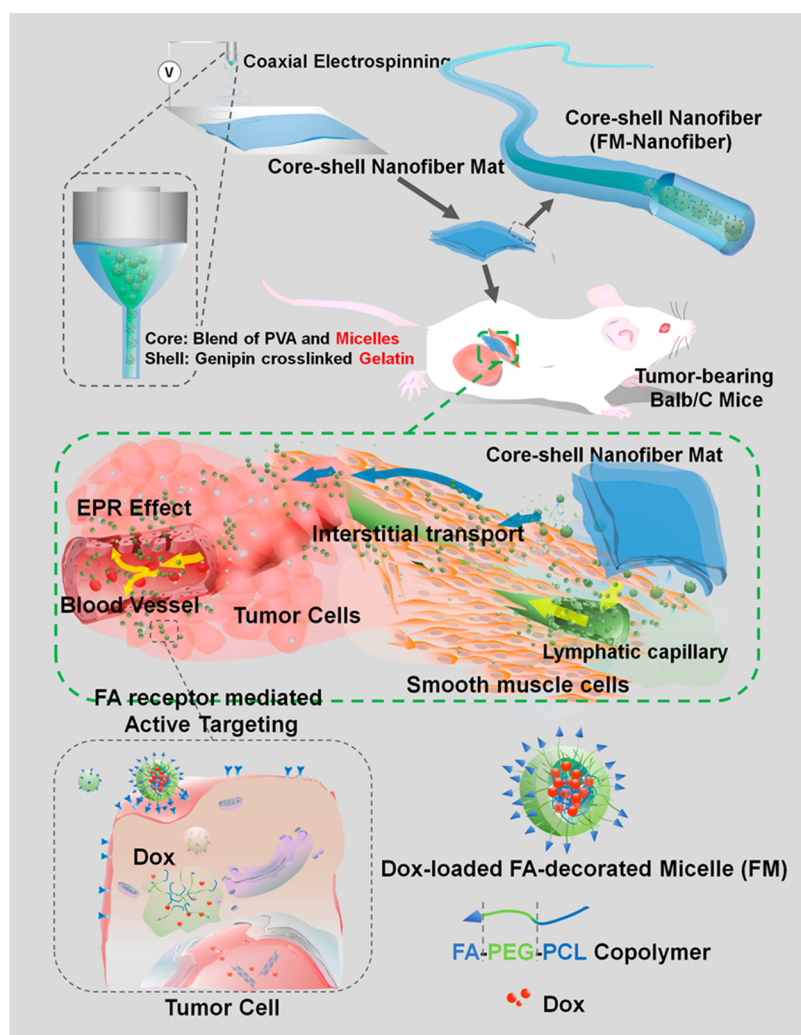 V
Coaxial Electrospinning
Core-shell Nanofiber
(FM-Nanofiber)
Core-shell Nanofiber Mat
Core: Blend of PVA and Micelles
Shell: Genipin crosslinked Gelatin
Tumor-bearing
Balb/C Mice
Core-shell Nanofiber Mat
EPR Effect
Interstitial transport
Blood Vessel
Tumor Cells
Lymphatic capillary
Smooth muscle cells
FA receptor mediated
Active Targeting
Dox
Dox-loaded FA-decorated Micelle (FM)
FA-PEG-PCL Copolymer
Dox
Tumor Cell